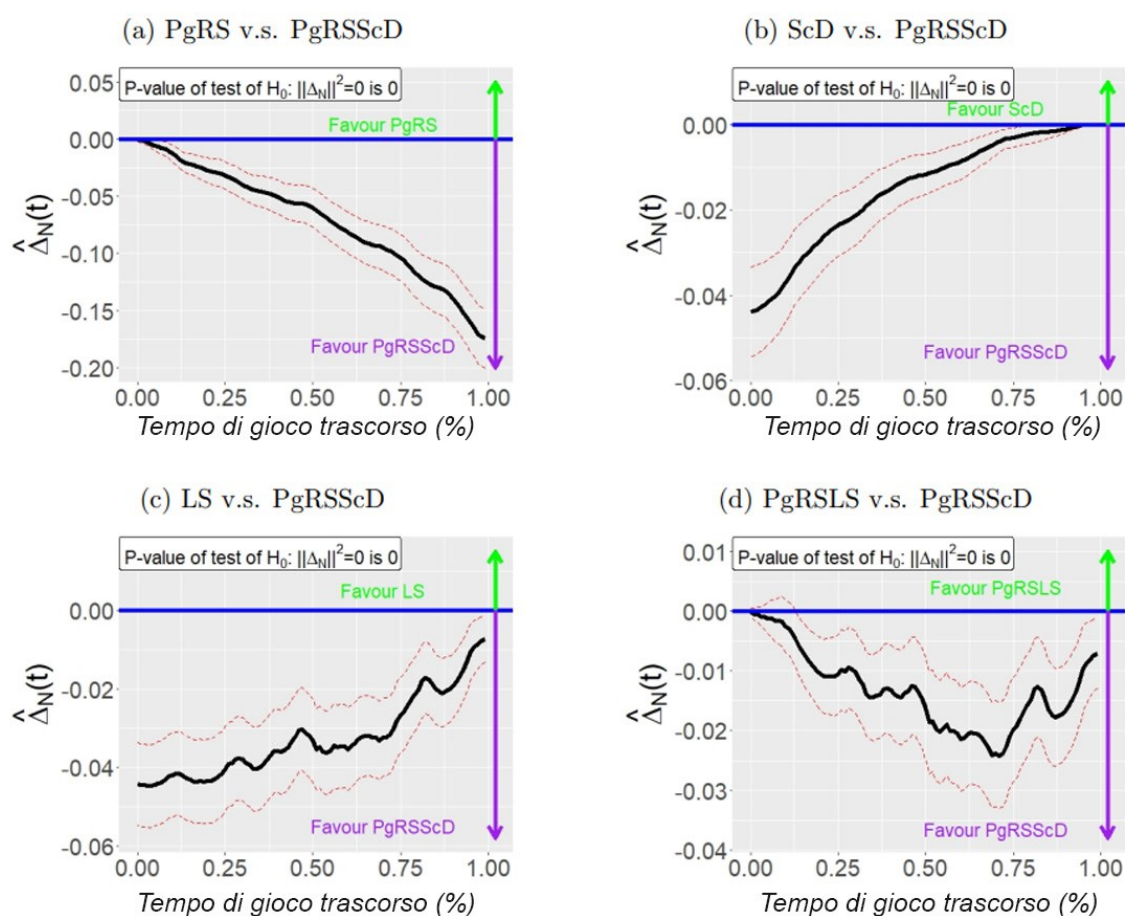 (a) PgRS v.s. PgRSScD
P-value of test of H₀: ||Δ_N||²=0 is 0
Favour PgRS
Favour PgRSScD
0.05
0.00
-0.05
-0.10
-0.15
-0.20
Δ̂_N(t)
0.00 0.25 0.50 0.75 1.00
Tempo di gioco trascorso (%)
(b) ScD v.s. PgRSScD
P-value of test of H₀: ||Δ_N||²=0 is 0
Favour ScD
Favour PgRSScD
0.00
-0.02
-0.04
-0.06
Δ̂_N(t)
0.00 0.25 0.50 0.75 1.00
Tempo di gioco trascorso (%)
(c) LS v.s. PgRSScD
P-value of test of H₀: ||Δ_N||²=0 is 0
Favour LS
Favour PgRSScD
0.00
-0.02
-0.04
-0.06
Δ̂_N(t)
0.00 0.25 0.50 0.75 1.00
Tempo di gioco trascorso (%)
(d) PgRSLS v.s. PgRSScD
P-value of test of H₀: ||Δ_N||²=0 is 0
Favour PgRSLS
Favour PgRSScD
0.01
0.00
-0.01
-0.02
-0.03
-0.04
Δ̂_N(t)
0.00 0.25 0.50 0.75 1.00
Tempo di gioco trascorso (%)